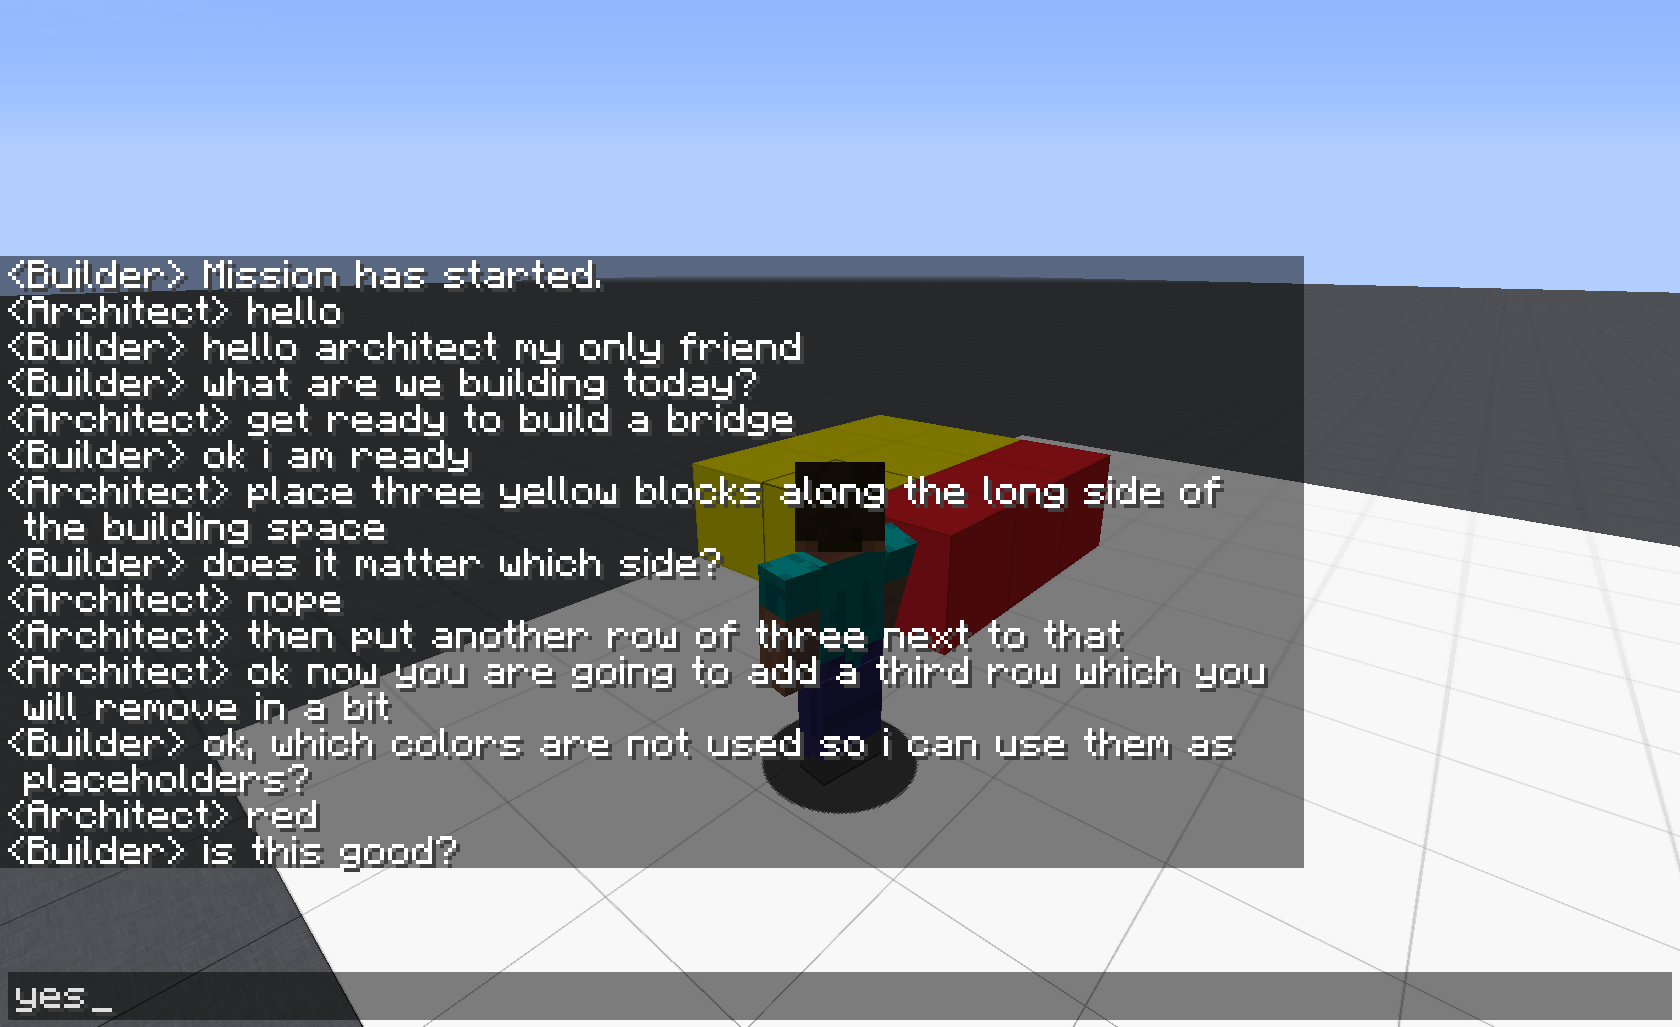 <Builder> Mission has started.
<Architect> hello
<Builder> hello architect my only friend
<Builder> what are we building today?
<Architect> get ready to build a bridge
<Builder> ok i am ready
<Architect> place three yellow blocks along the long side of
the building space
<Builder> does it matter which side?
<Architect> nope
<Architect> then put another row of three next to that
<Architect> ok now you are going to add a third row which you
will remove in a bit
<Builder> ok, which colors are not used so i can use them as
placeholders?
<Architect> red
<Builder> is this good?
yes_